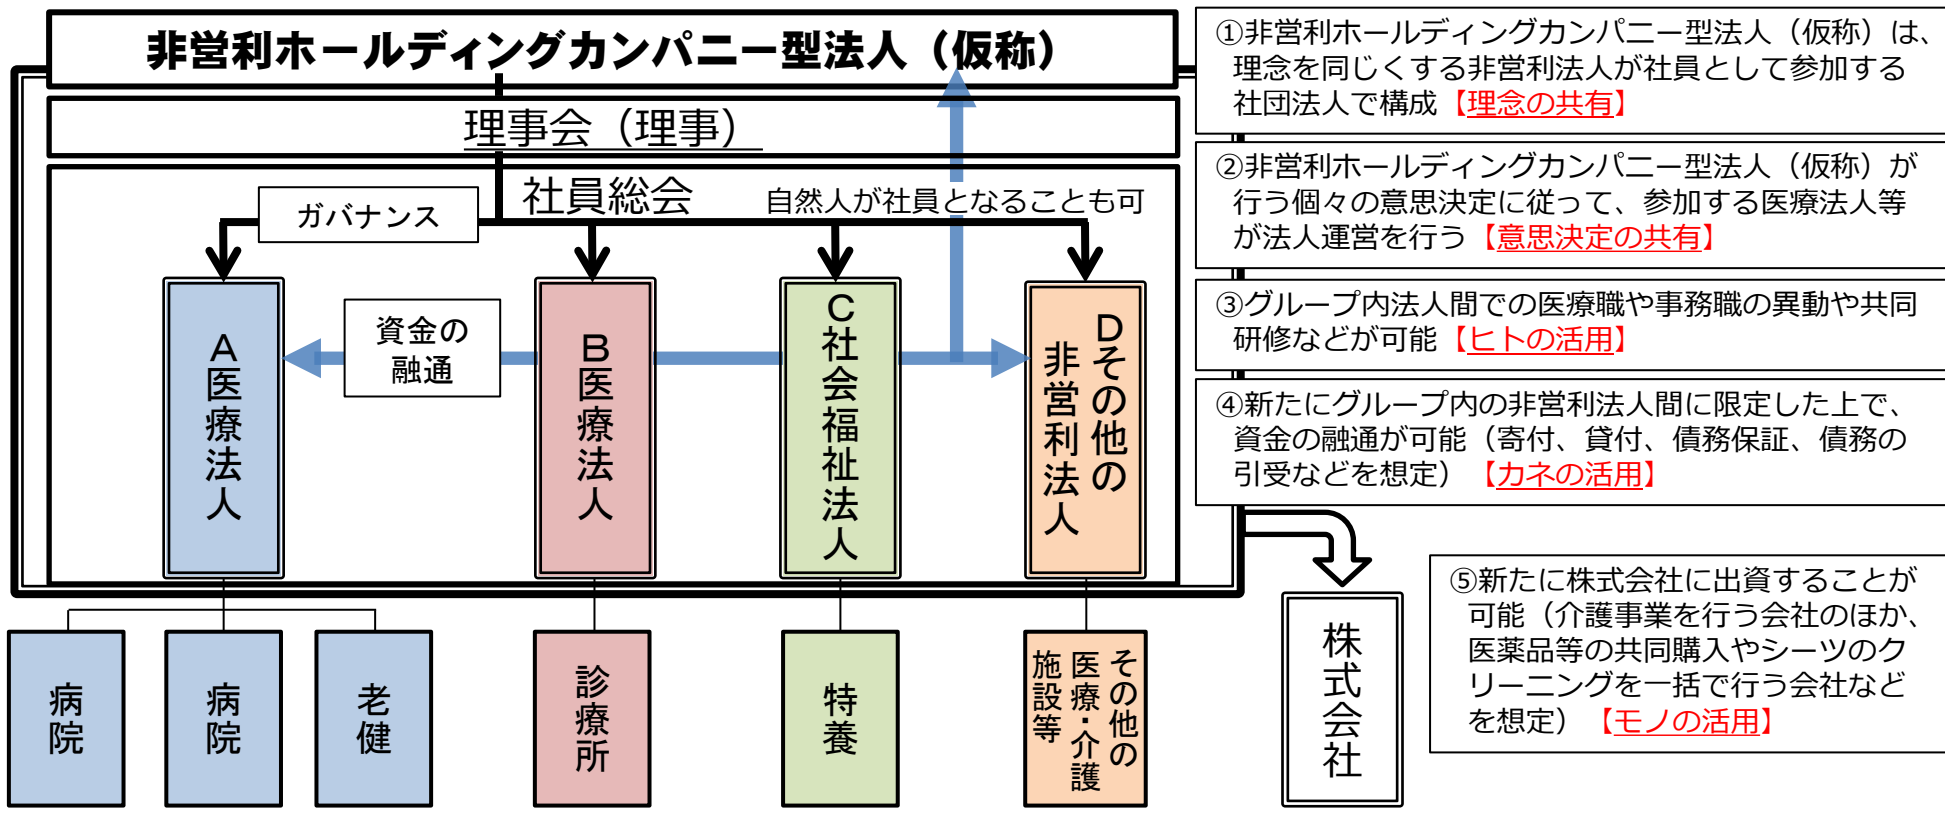 非営利ホールディングカンパニー型法人（仮称）
理事会（理事）
社員総会
自然人が社員となることも可
ガバナンス
資金の
融通
A医療法人
B医療法人
C社会福祉法人
Dその他の
非営利法人
病院
病院
老健
診療所
特養
その他の
医療・介護
施設等
株式会社
①非営利ホールディングカンパニー型法人（仮称）は、
理念を同じくする非営利法人が社員として参加する
社団法人で構成【理念の共有】
②非営利ホールディングカンパニー型法人（仮称）が
行う個々の意思決定に従って、参加する医療法人等
が法人運営を行う【意思決定の共有】
③グループ内法人間での医療職や事務職の異動や共同
研修などが可能【ヒトの活用】
④新たにグループ内の非営利法人間に限定した上で、
資金の融通が可能（寄付、貸付、債務保証、債務の
引受などを想定）【カネの活用】
⑤新たに株式会社に出資することが
可能（介護事業を行う会社のほか、
医薬品等の共同購入やシーツのク
リーニングを一括で行う会社など
を想定）【モノの活用】